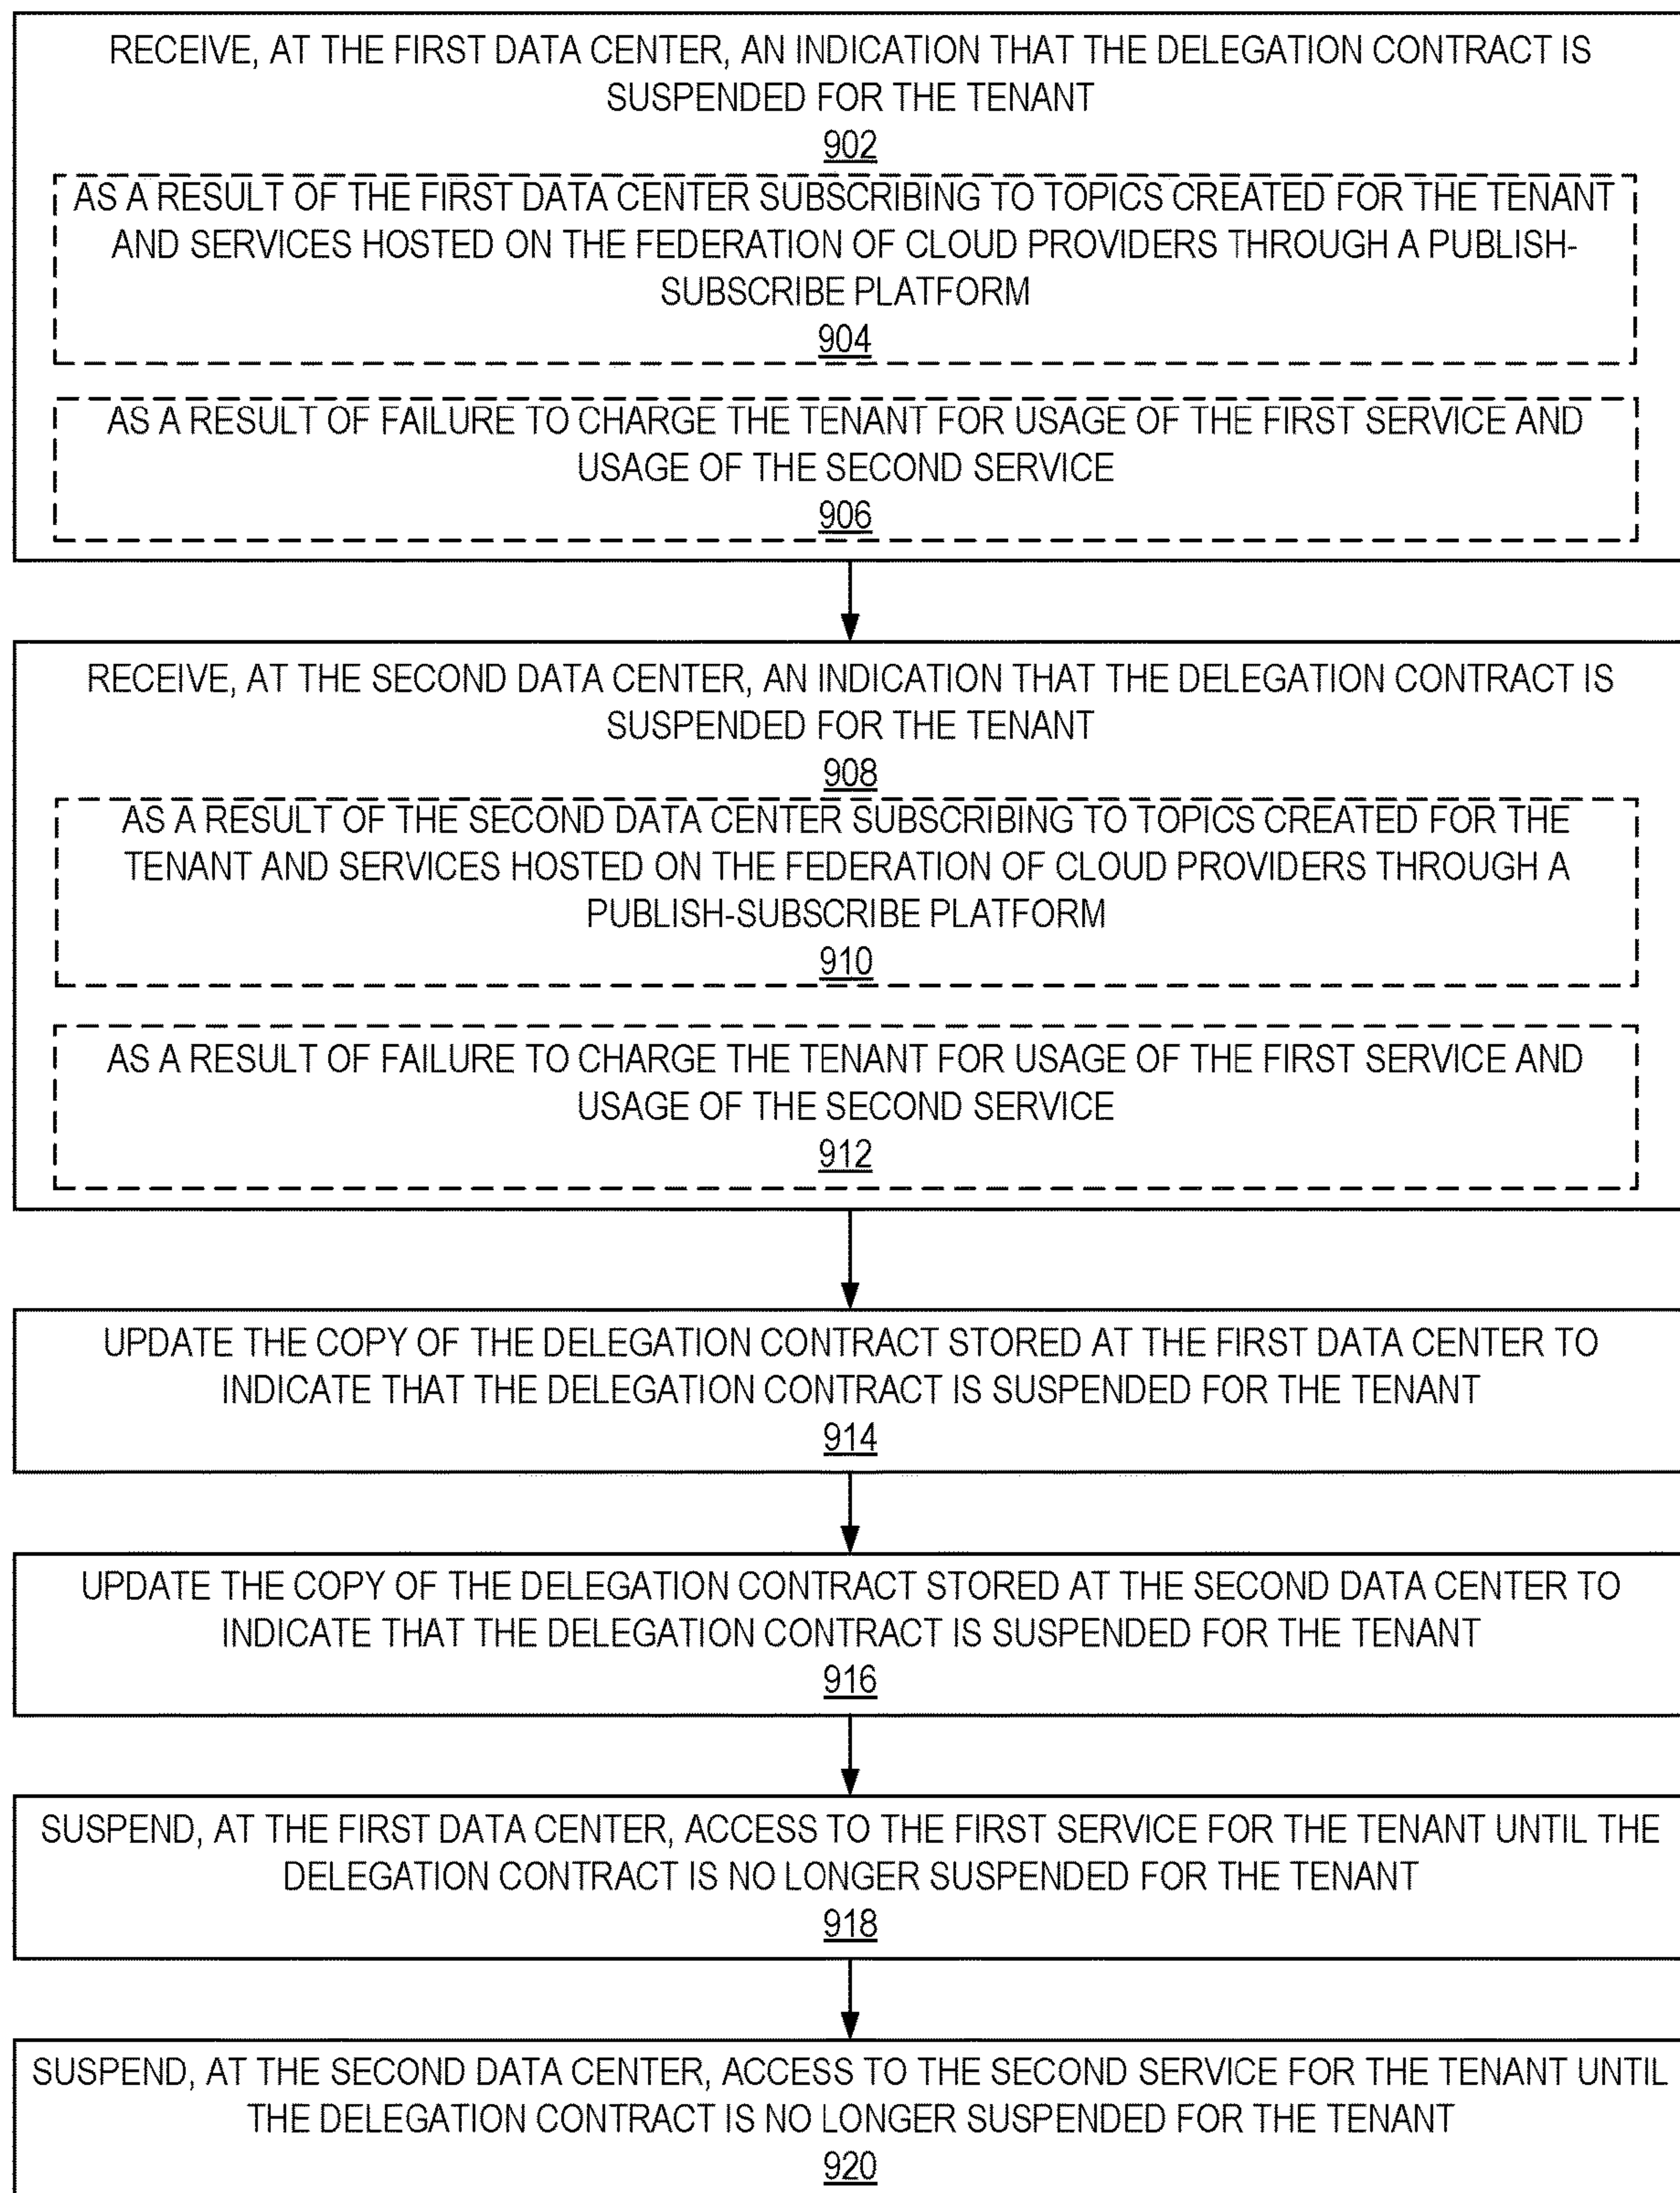 RECEIVE, AT THE FIRST DATA CENTER, AN INDICATION THAT THE DELEGATION CONTRACT IS
SUSPENDED FOR THE TENANT
902
AS A RESULT OF THE FIRST DATA CENTER SUBSCRIBING TO TOPICS CREATED FOR THE TENANT
AND SERVICES HOSTED ON THE FEDERATION OF CLOUD PROVIDERS THROUGH A PUBLISH-
SUBSCRIBE PLATFORM
904
AS A RESULT OF FAILURE TO CHARGE THE TENANT FOR USAGE OF THE FIRST SERVICE AND
USAGE OF THE SECOND SERVICE
906
RECEIVE, AT THE SECOND DATA CENTER, AN INDICATION THAT THE DELEGATION CONTRACT IS
SUSPENDED FOR THE TENANT
908
AS A RESULT OF THE SECOND DATA CENTER SUBSCRIBING TO TOPICS CREATED FOR THE
TENANT AND SERVICES HOSTED ON THE FEDERATION OF CLOUD PROVIDERS THROUGH A
PUBLISH-SUBSCRIBE PLATFORM
910
AS A RESULT OF FAILURE TO CHARGE THE TENANT FOR USAGE OF THE FIRST SERVICE AND
USAGE OF THE SECOND SERVICE
912
UPDATE THE COPY OF THE DELEGATION CONTRACT STORED AT THE FIRST DATA CENTER TO
INDICATE THAT THE DELEGATION CONTRACT IS SUSPENDED FOR THE TENANT
914
UPDATE THE COPY OF THE DELEGATION CONTRACT STORED AT THE SECOND DATA CENTER TO
INDICATE THAT THE DELEGATION CONTRACT IS SUSPENDED FOR THE TENANT
916
SUSPEND, AT THE FIRST DATA CENTER, ACCESS TO THE FIRST SERVICE FOR THE TENANT UNTIL THE
DELEGATION CONTRACT IS NO LONGER SUSPENDED FOR THE TENANT
918
SUSPEND, AT THE SECOND DATA CENTER, ACCESS TO THE SECOND SERVICE FOR THE TENANT UNTIL
THE DELEGATION CONTRACT IS NO LONGER SUSPENDED FOR THE TENANT
920